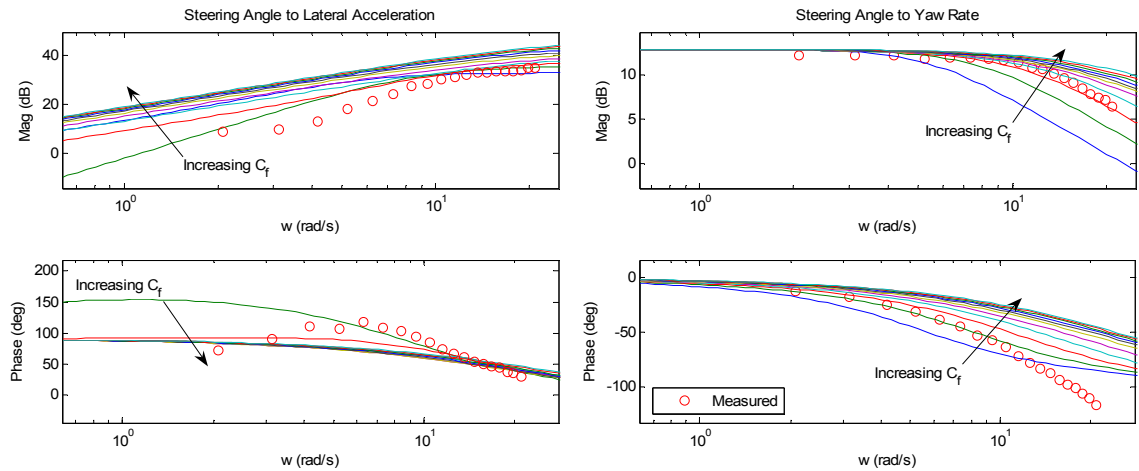 Steering Angle to Lateral Acceleration
40
20
0
Mag (dB)
Increasing C_f
10^0
10^1
w (rad/s)
Steering Angle to Yaw Rate
10
5
0
Mag (dB)
Increasing C_f
10^0
10^1
w (rad/s)
200
150
100
50
0
Phase (deg)
Increasing C_f
10^0
10^1
w (rad/s)
0
-50
-100
Phase (deg)
Increasing C_f
Measured
10^0
10^1
w (rad/s)